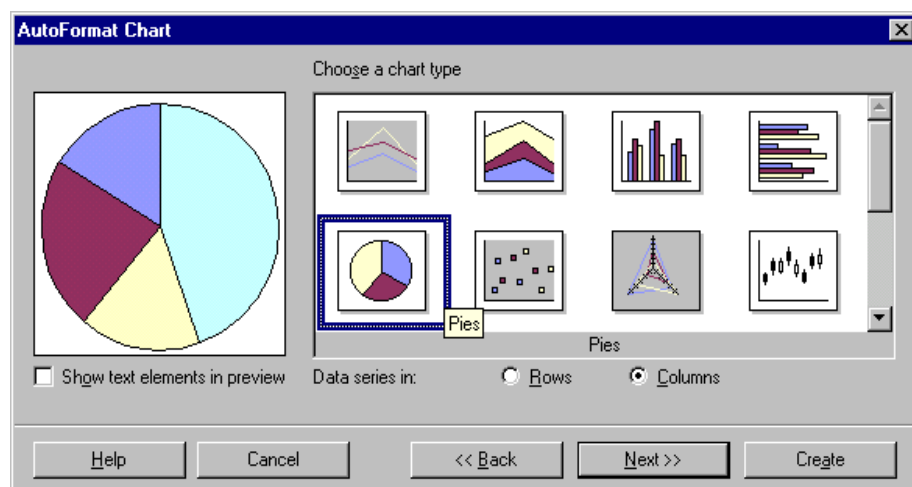 AutoFormat Chart
Choose a chart type
Pies
Pies
Show text elements in preview
Data series in:
Rows
Columns
Help
Cancel
<< Back
Next >>
Create